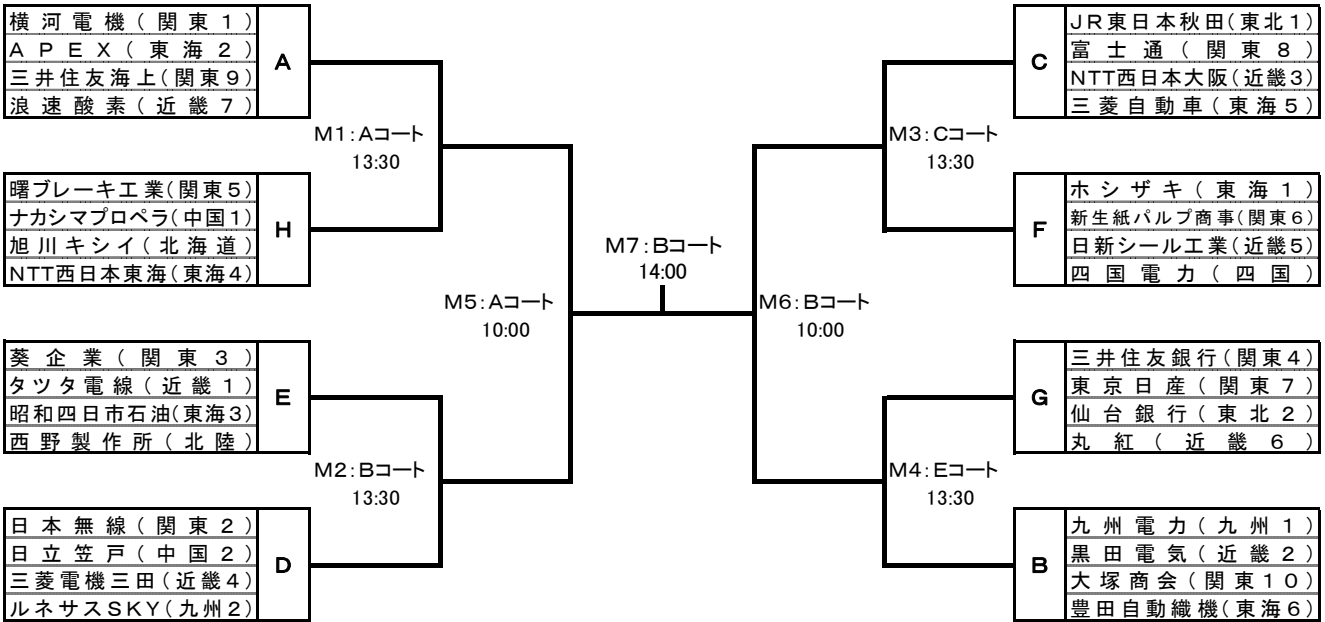 横河電機(関東1)
APEX(東海2)
三井住友海上(関東9)
浪速酸素(近畿7)
A
M1:Aコート
13:30
曙ブレーキ工業(関東5)
ナカシマプロペラ(中国1)
旭川キシイ(北海道)
NTT西日本東海(東海4)
H
M5:Aコート
10:00
葵企業(関東3)
タツタ電線(近畿1)
昭和四日市石油(東海3)
西野製作所(北陸)
E
M2:Bコート
13:30
日本無線(関東2)
日立笠戸(中国2)
三菱電機三田(近畿4)
ルネサスSKY(九州2)
D
M7:Bコート
14:00
C
JR東日本秋田(東北1)
富士通(関東8)
NTT西日本大阪(近畿3)
三菱自動車(東海5)
M3:Cコート
13:30
F
ホシザキ(東海1)
新生紙パルプ商事(関東6)
日新シール工業(近畿5)
四国電力(四国)
M6:Bコート
10:00
G
三井住友銀行(関東4)
東京日産(関東7)
仙台銀行(東北2)
丸紅(近畿6)
M4:Eコート
13:30
B
九州電力(九州1)
黒田電気(近畿2)
大塚商会(関東10)
豊田自動織機(東海6)